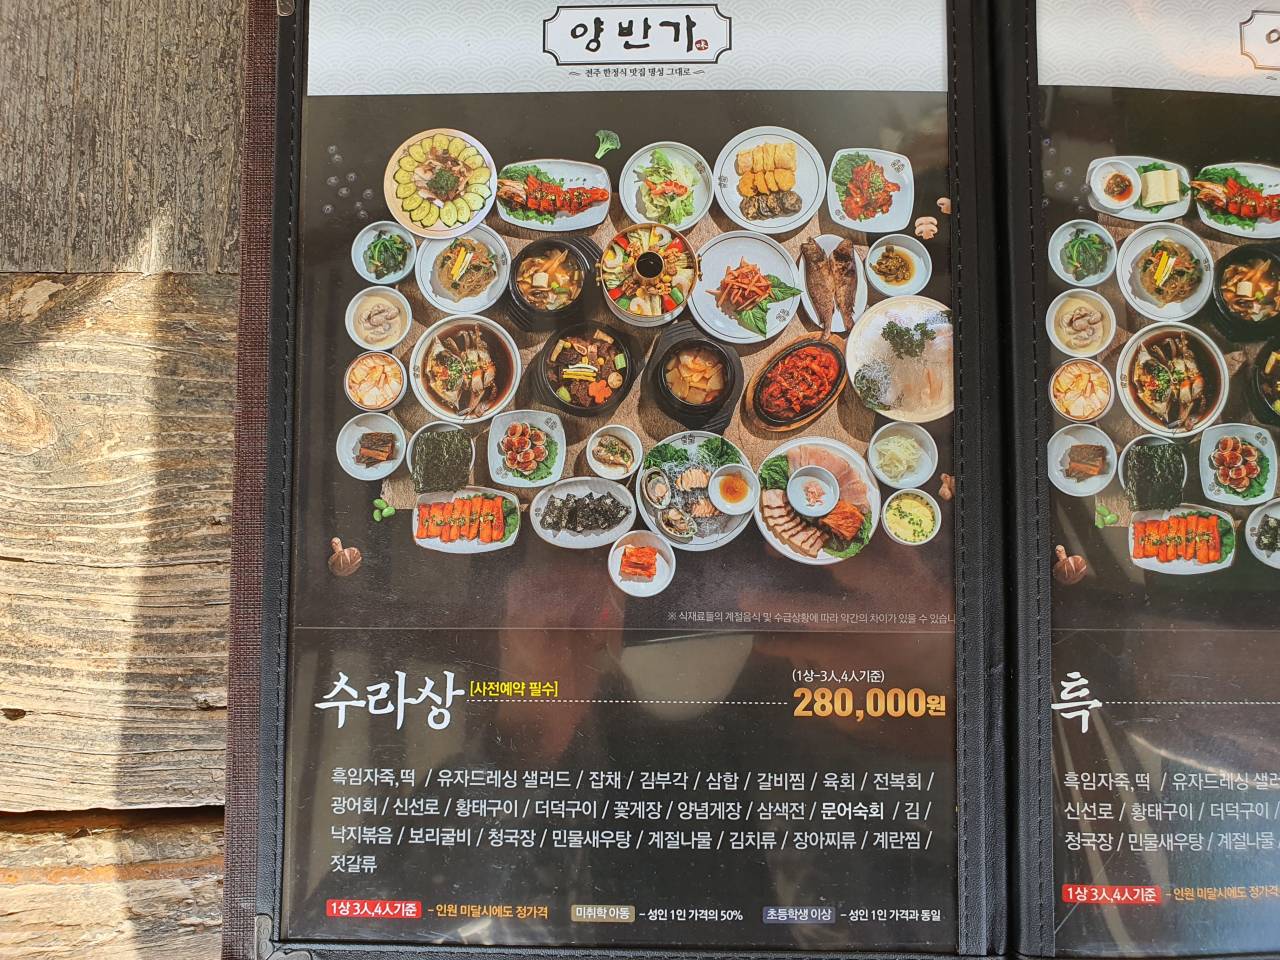 양반가
전주 한정식 맛집 명성 그대로
※ 식재료들의 계절음식 및 수급상황에 따라 약간의 차이가 있을 수 있습니
수라상 [사전예약 필수]
(1상-3人,4人기준)
280,000원
흑임자죽,떡 / 유자드레싱 샐러드 / 잡채 / 김부각 / 삼합 / 갈비찜 / 육회 / 전복회 /
광어회 / 신선로 / 황태구이 / 더덕구이 / 꽃게장 / 양념게장 / 삼색전 / 문어숙회 / 김 /
낙지볶음 / 보리굴비 / 청국장 / 민물새우탕 / 계절나물 / 김치류 / 장아찌류 / 계란찜 /
젓갈류
1상 3人,4人기준 - 인원 미달시에도 정가격 미취학 아동 - 성인 1인 가격의 50% 초등학생 이상 - 성인 1인 가격과 동일
특
흑임자죽,떡 / 유자드레싱 샐러
신선로 / 황태구이 / 더덕구이 /
청국장 / 민물새우탕 / 계절나물
1상 3人,4人기준 - 인원 미달시에도 정가격